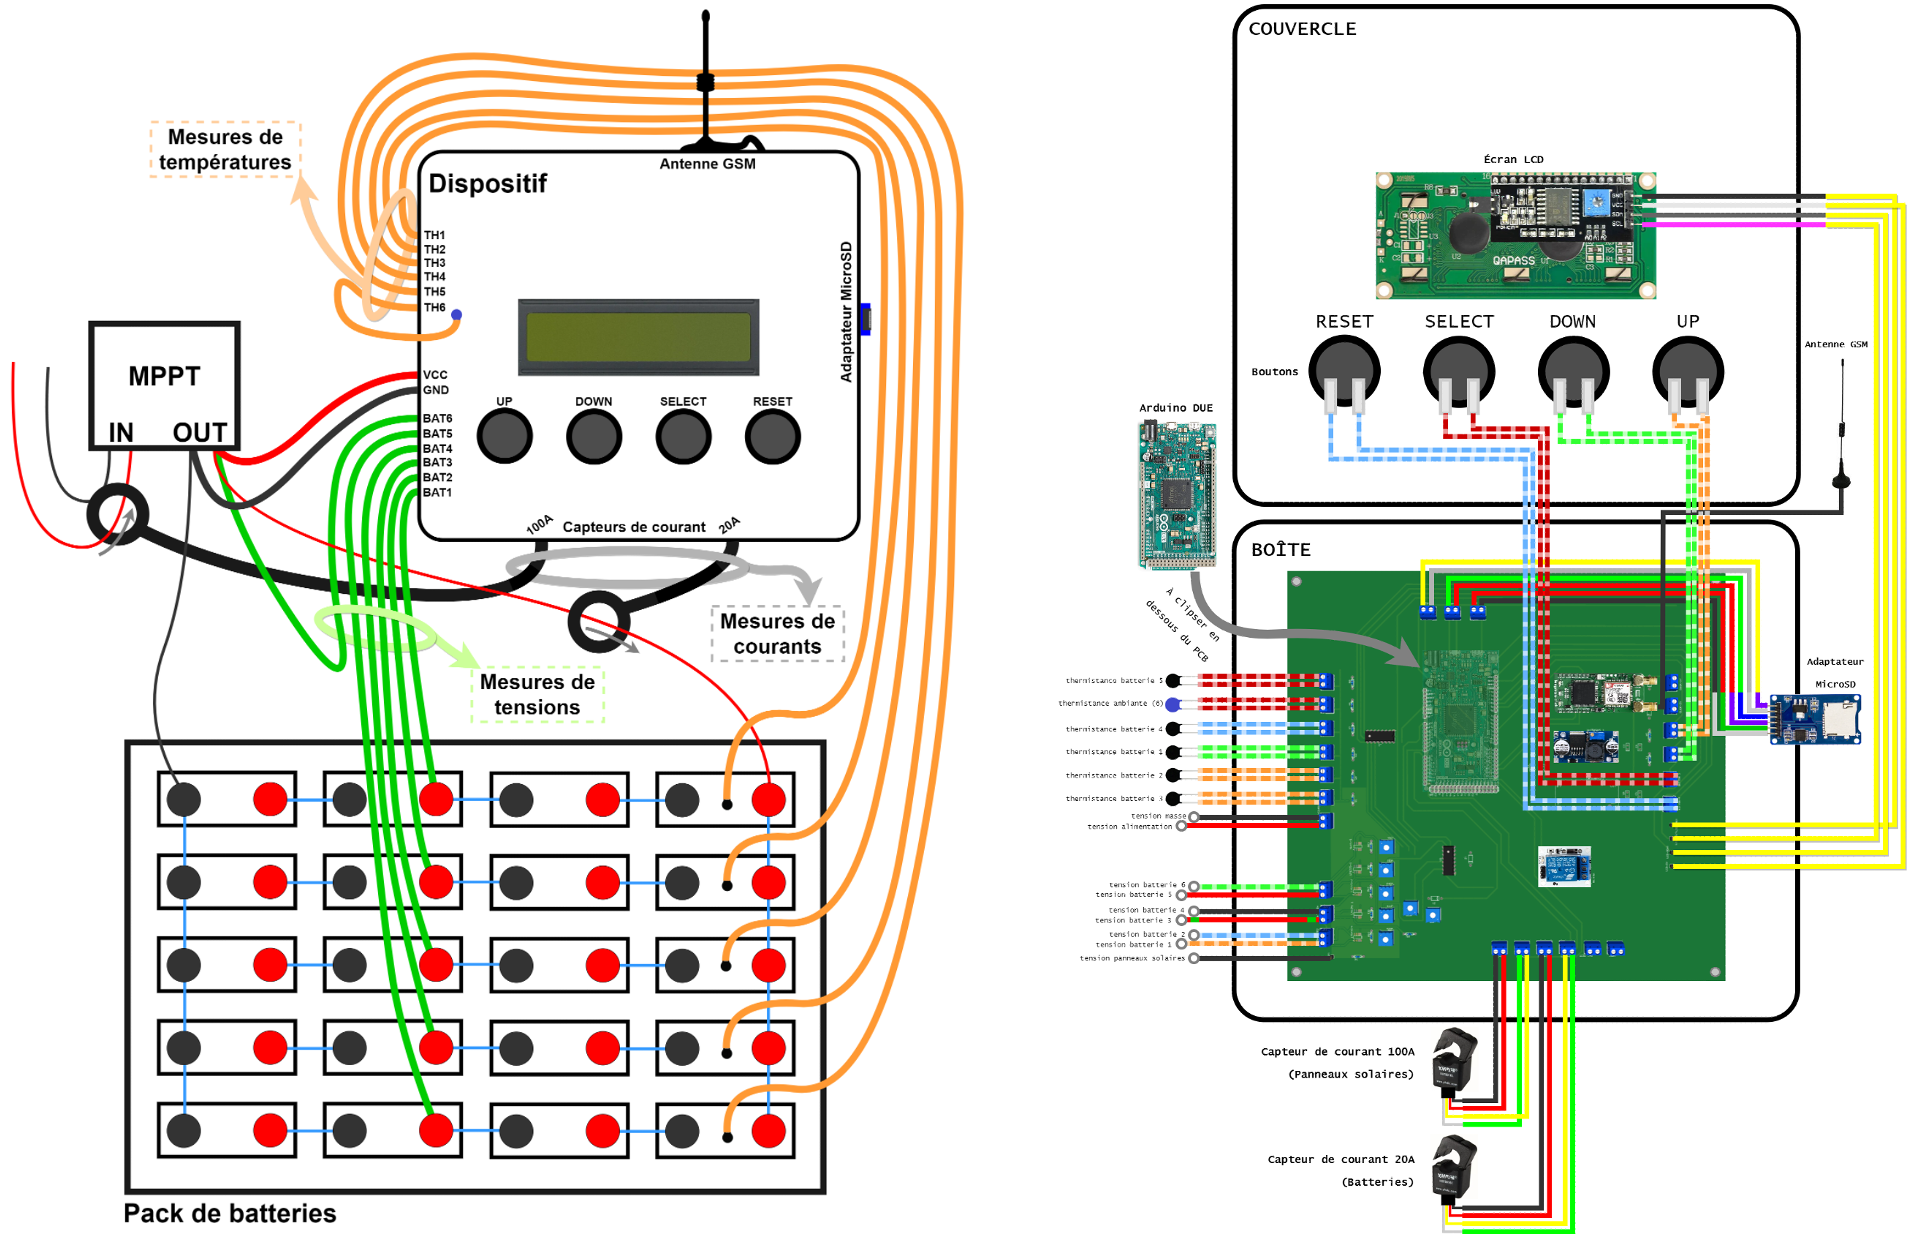 Mesures de
températures
Antenne GSM
Dispositif
TH1
TH2
TH3
TH4
TH5
TH6
Adaptateur MicroSD
MPPT
IN
OUT
VCC
GND
BAT6
BAT5
BAT4
BAT3
BAT2
BAT1
UP
DOWN
SELECT
RESET
100A
Capteurs de courant
20A
Mesures de
courants
Mesures de
tensions
Pack de batteries
COUVERCLE
Écran LCD
GND
VCC
SDA
SCL
QAPASS
RESET
SELECT
DOWN
UP
Boutons
Antenne GSM
Arduino DUE
À clipser en
dessous du PCB
BOÎTE
Adaptateur
MicroSD
thermistance batterie 5
thermistance ambiante (6)
thermistance batterie 4
thermistance batterie 1
thermistance batterie 2
thermistance batterie 3
tension masse
tension alimentation
tension batterie 6
tension batterie 5
tension batterie 4
tension batterie 3
tension batterie 2
tension batterie 1
tension panneaux solaires
Capteur de courant 100A
(Panneaux solaires)
Capteur de courant 20A
(Batteries)